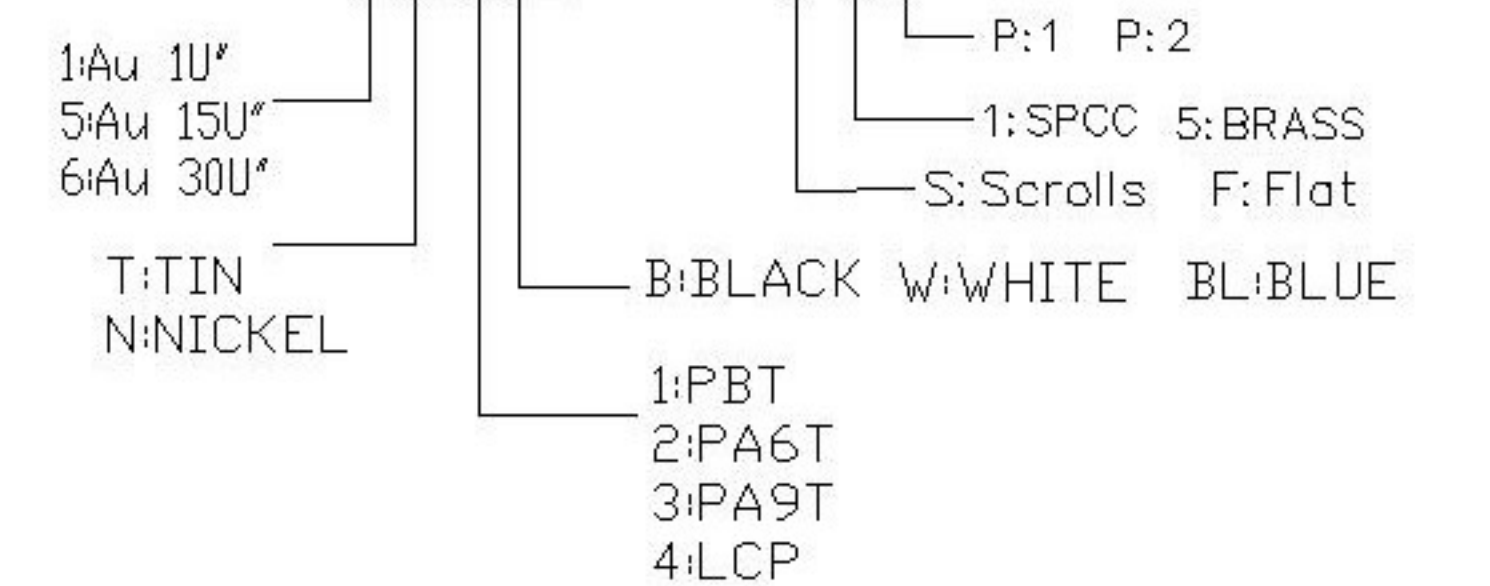 P:1 P:2
1:Au 1U"
5:Au 15U"
6:Au 30U"
1:SPCC 5:BRASS
S:Scrolls F:Flat
T:TIN
N:NICKEL
B:BLACK W:WHITE BL:BLUE
1:PBT
2:PA6T
3:PA9T
4:LCP